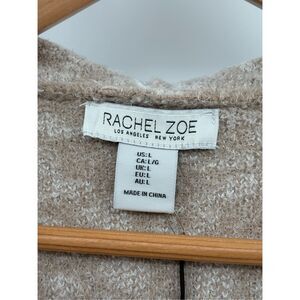 RACHEL ZOE
LOS ANGELES NEW YORK
US: L
CA: L/G
UK: L
EU: L
AU: L
MADE IN CHINA